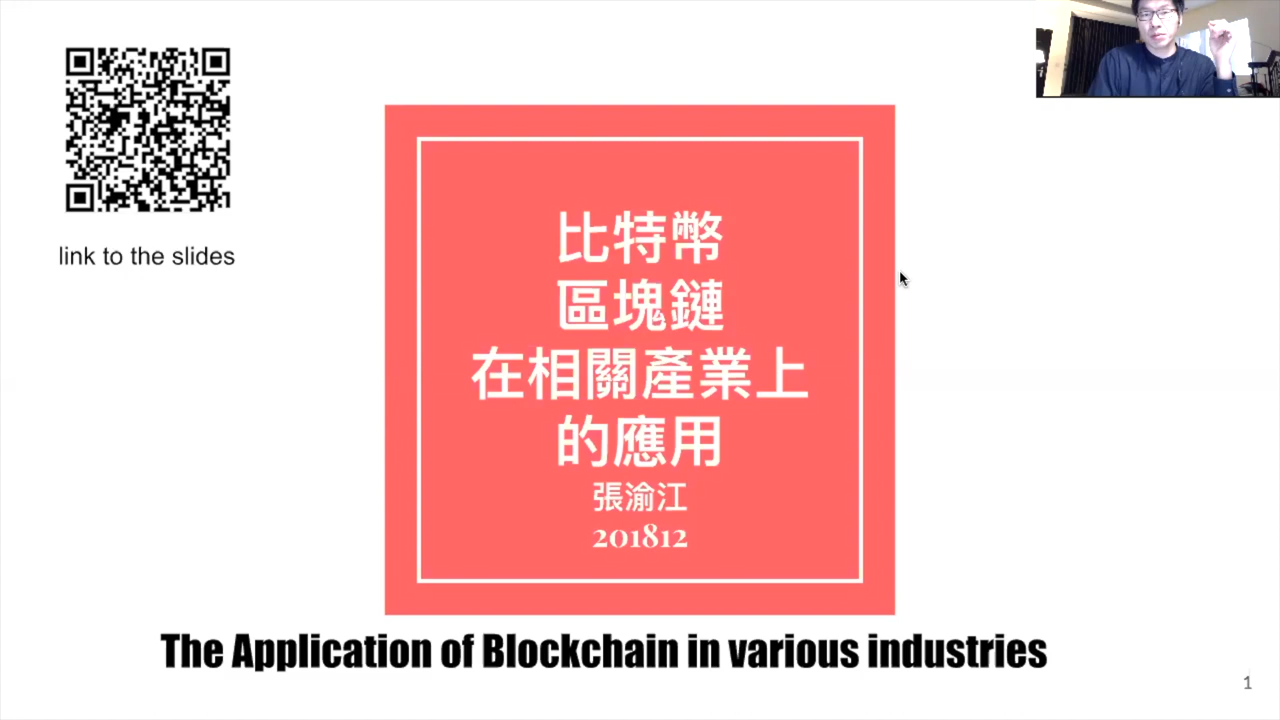 link to the slides
比特幣
區塊鏈
在相關產業上
的應用
張渝江
201812
The Application of Blockchain in various industries
1